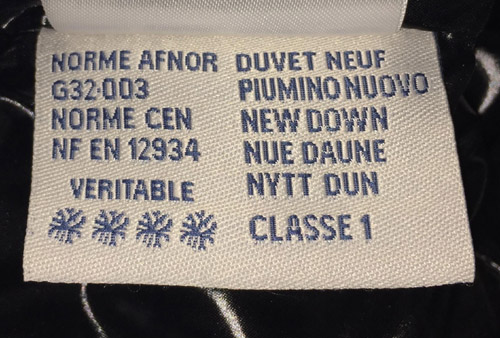 NORME AFNOR
G32-003
NORME CEN
NF EN 12934
VERITABLE
DUVET NEUF
PIUMINO NUOVO
NEW DOWN
NUE DAUNE
NYTT DUN
CLASSE 1